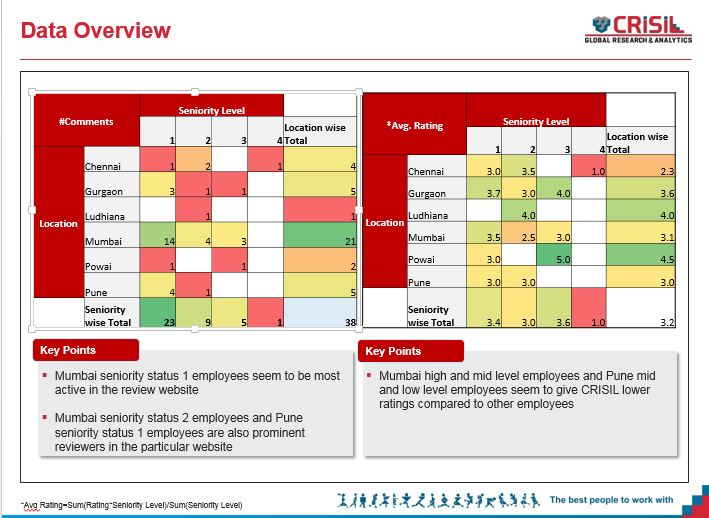 Data Overview
CRISIL
GLOBAL RESEARCH & ANALYTICS
#Comments
Seniority Level
1 2 3 4 Location wise Total
Location
Chennai 1 2 1 4
Gurgaon 3 1 1 5
Ludhiana 1 1
Mumbai 14 4 3 21
Powai 1 1 2
Pune 4 1 5
Seniority wise Total 23 9 5 1 38
*Avg. Rating
Seniority Level
1 2 3 4 Location wise Total
Location
Chennai 3.0 3.5 1.0 2.3
Gurgaon 3.7 3.0 4.0 3.6
Ludhiana 4.0 4.0
Mumbai 3.5 2.5 3.0 3.1
Powai 3.0 5.0 4.5
Pune 3.0 3.0 3.0
Seniority wise Total 3.4 3.0 3.6 1.0 3.2
Key Points
Mumbai seniority status 1 employees seem to be most
active in the review website
Mumbai seniority status 2 employees and Pune
seniority status 1 employees are also prominent
reviewers in the particular website
Key Points
Mumbai high and mid level employees and Pune mid
and low level employees seem to give CRISIL lower
ratings compared to other employees
*Avg Rating=Sum(Rating*Seniority Level)/Sum(Seniority Level)
The best people to work with